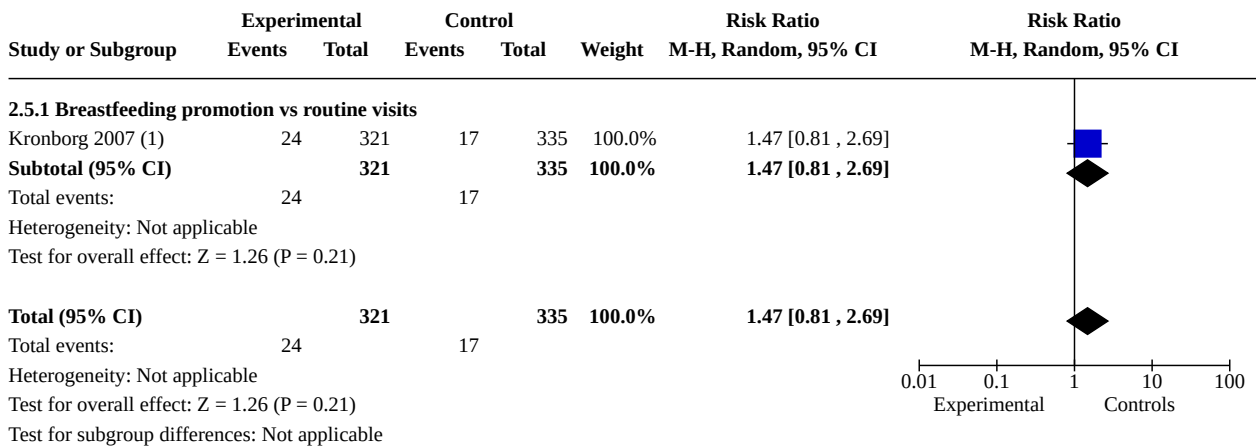 Experimental Control Risk Ratio Risk Ratio
Study or Subgroup Events Total Events Total Weight M-H, Random, 95% CI M-H, Random, 95% CI
2.5.1 Breastfeeding promotion vs routine visits
Kronborg 2007 (1) 24 321 17 335 100.0% 1.47 [0.81 , 2.69]
Subtotal (95% CI) 321 335 100.0% 1.47 [0.81 , 2.69]
Total events: 24 17
Heterogeneity: Not applicable
Test for overall effect: Z = 1.26 (P = 0.21)
Total (95% CI) 321 335 100.0% 1.47 [0.81 , 2.69]
Total events: 24 17
Heterogeneity: Not applicable
0.01 0.1 1 10 100
Test for overall effect: Z = 1.26 (P = 0.21) Experimental Controls
Test for subgroup differences: Not applicable